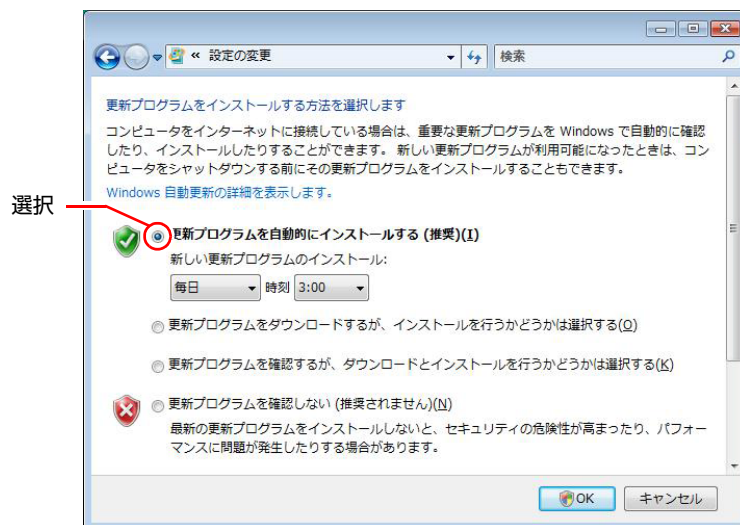 « 設定の変更
検索
更新プログラムをインストールする方法を選択します
コンピュータをインターネットに接続している場合は、重要な更新プログラムを Windows で自動的に確認
したり、インストールしたりすることができます。 新しい更新プログラムが利用可能になったときは、コン
ピュータをシャットダウンする前にその更新プログラムをインストールすることもできます。
Windows 自動更新の詳細を表示します。
選択
更新プログラムを自動的にインストールする (推奨)(I)
新しい更新プログラムのインストール:
毎日 時刻 3:00
更新プログラムをダウンロードするが、インストールを行うかどうかは選択する(O)
更新プログラムを確認するが、ダウンロードとインストールを行うかどうかは選択する(K)
更新プログラムを確認しない (推奨されません)(N)
最新の更新プログラムをインストールしないと、セキュリティの危険性が高まったり、パフォー
マンスに問題が発生したりする場合があります。
OK キャンセル